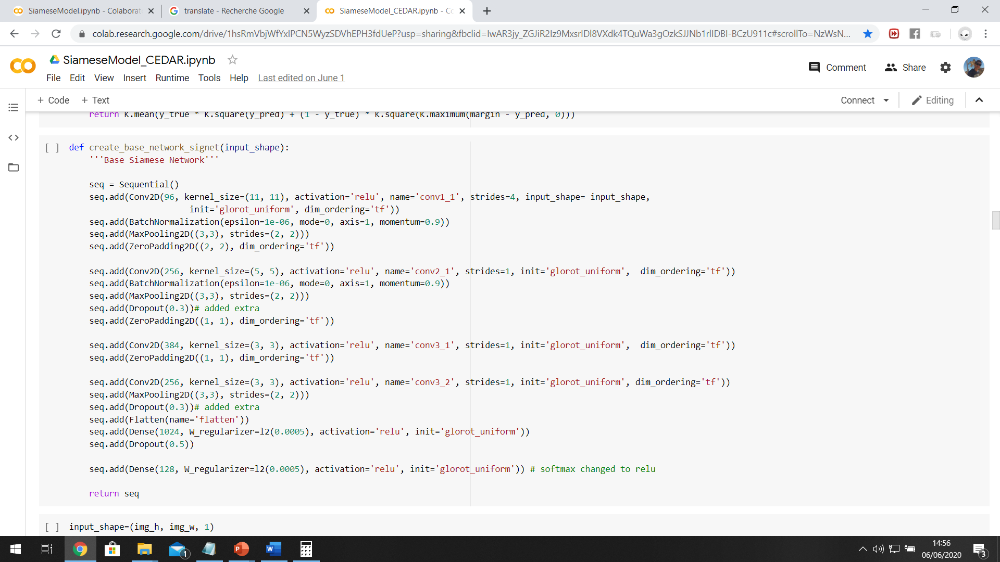 SiameseModel.ipynb - Colaborat
translate - Recherche Google
SiameseModel_CEDAR.ipynb - Co
colab.research.google.com/drive/1hsRmVbjWfYxIPCN5WyzSDVhEPH3fdUeP?usp=sharing&fbclid=IwAR3jy_ZGJiR2Iz9MxsrIDl8VXdk4TQuWa3gOzkSJJNb1rlIDBI-BCzU911c#scrollTo=NzWsN...
SiameseModel_CEDAR.ipynb
Comment
Share
File Edit View Insert Runtime Tools Help Last edited on June 1
+ Code + Text
Connect
Editing
return K.mean(y_true * K.square(y_pred) + (1 - y_true) * K.square(K.maximum(margin - y_pred, 0)))
[ ] def create_base_network_signet(input_shape):
'''Base Siamese Network'''
seq = Sequential()
seq.add(Conv2D(96, kernel_size=(11, 11), activation='relu', name='conv1_1', strides=4, input_shape= input_shape,
init='glorot_uniform', dim_ordering='tf'))
seq.add(BatchNormalization(epsilon=1e-06, mode=0, axis=1, momentum=0.9))
seq.add(MaxPooling2D((3,3), strides=(2, 2)))
seq.add(ZeroPadding2D((2, 2), dim_ordering='tf'))
seq.add(Conv2D(256, kernel_size=(5, 5), activation='relu', name='conv2_1', strides=1, init='glorot_uniform',  dim_ordering='tf'))
seq.add(BatchNormalization(epsilon=1e-06, mode=0, axis=1, momentum=0.9))
seq.add(MaxPooling2D((3,3), strides=(2, 2)))
seq.add(Dropout(0.3))# added extra
seq.add(ZeroPadding2D((1, 1), dim_ordering='tf'))
seq.add(Conv2D(384, kernel_size=(3, 3), activation='relu', name='conv3_1', strides=1, init='glorot_uniform',  dim_ordering='tf'))
seq.add(ZeroPadding2D((1, 1), dim_ordering='tf'))
seq.add(Conv2D(256, kernel_size=(3, 3), activation='relu', name='conv3_2', strides=1, init='glorot_uniform', dim_ordering='tf'))
seq.add(MaxPooling2D((3,3), strides=(2, 2)))
seq.add(Dropout(0.3))# added extra
seq.add(Flatten(name='flatten'))
seq.add(Dense(1024, W_regularizer=l2(0.0005), activation='relu', init='glorot_uniform'))
seq.add(Dropout(0.5))
seq.add(Dense(128, W_regularizer=l2(0.0005), activation='relu', init='glorot_uniform')) # softmax changed to relu
return seq
[ ] input_shape=(img_h, img_w, 1)
1
14:56
06/06/2020
3